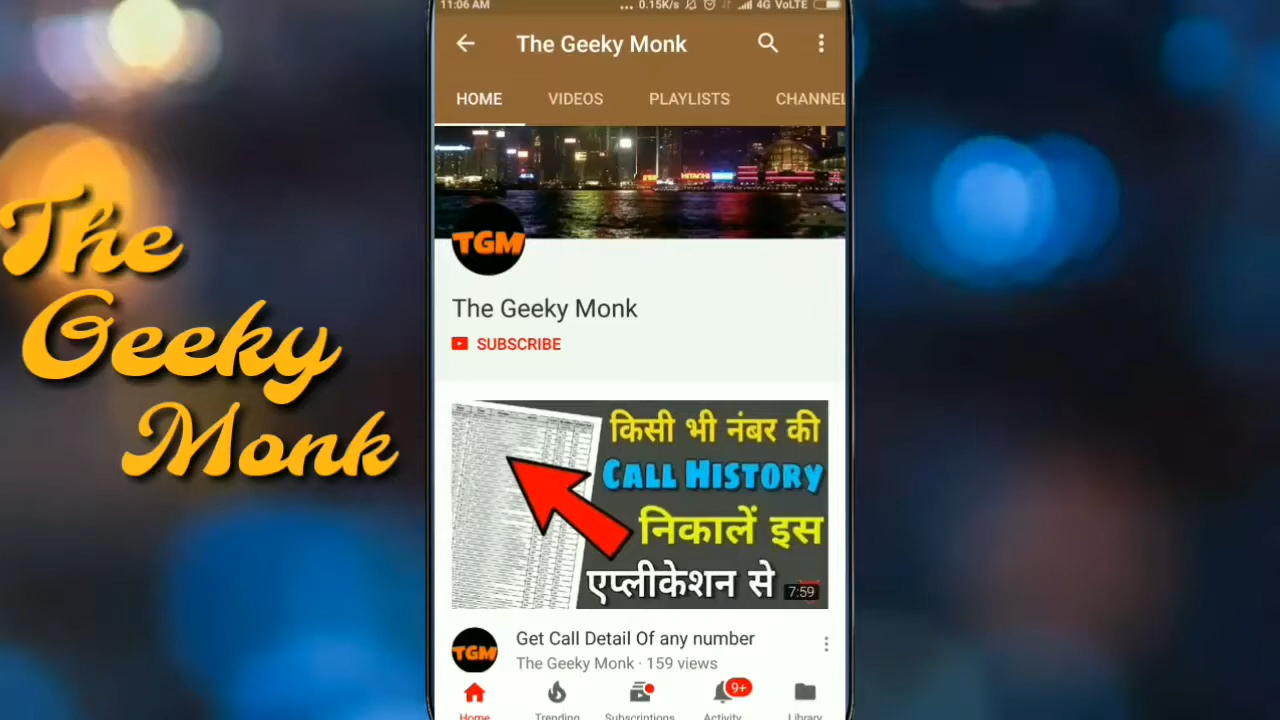 11:06 AM
... 0.15K/s 4G VoLTE
The Geeky Monk
HOME VIDEOS PLAYLISTS CHANNEL
HITACHI
TGM
The Geeky Monk
SUBSCRIBE
किसी भी नंबर की
CALL HISTORY
निकालें इस
एप्लीकेशन से
7:59
TGM
Get Call Detail Of any number
The Geeky Monk · 159 views
9+
Home Trending Subscriptions Activity Library
The
Geeky
Monk